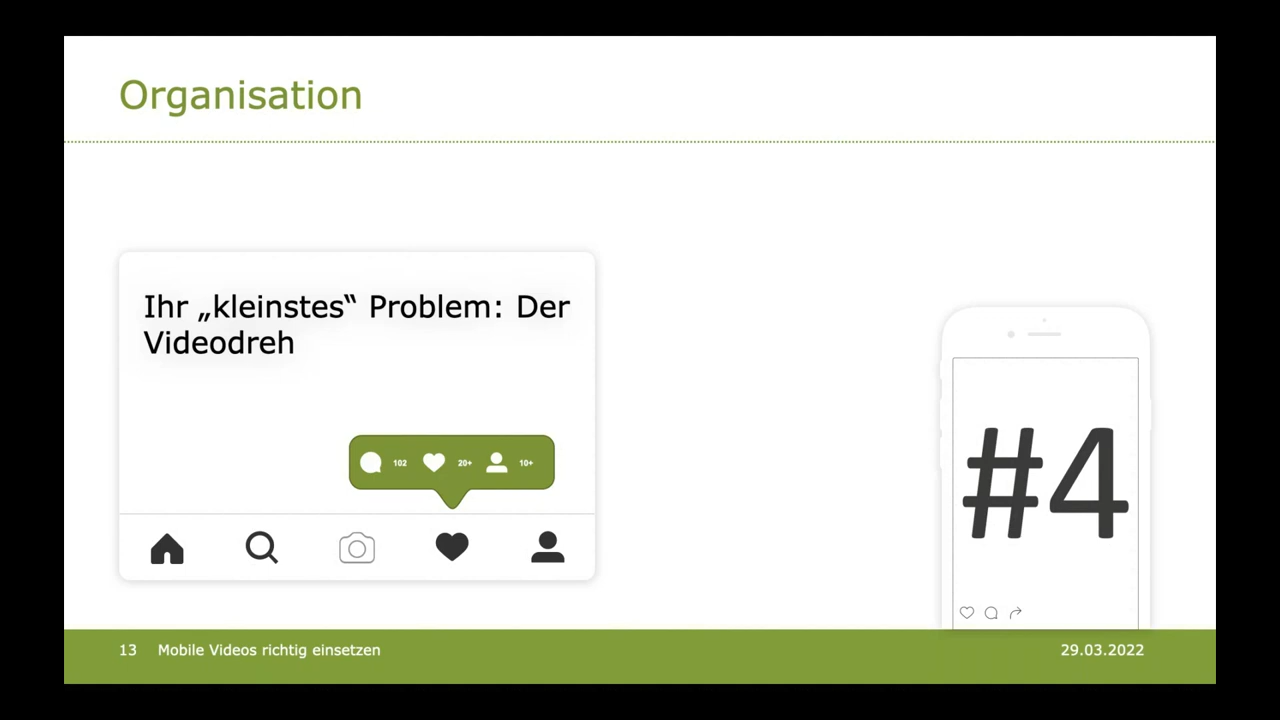 Organisation
Ihr „kleinstes“ Problem: Der
Videodreh
102 20+ 10+
#4
13 Mobile Videos richtig einsetzen 29.03.2022